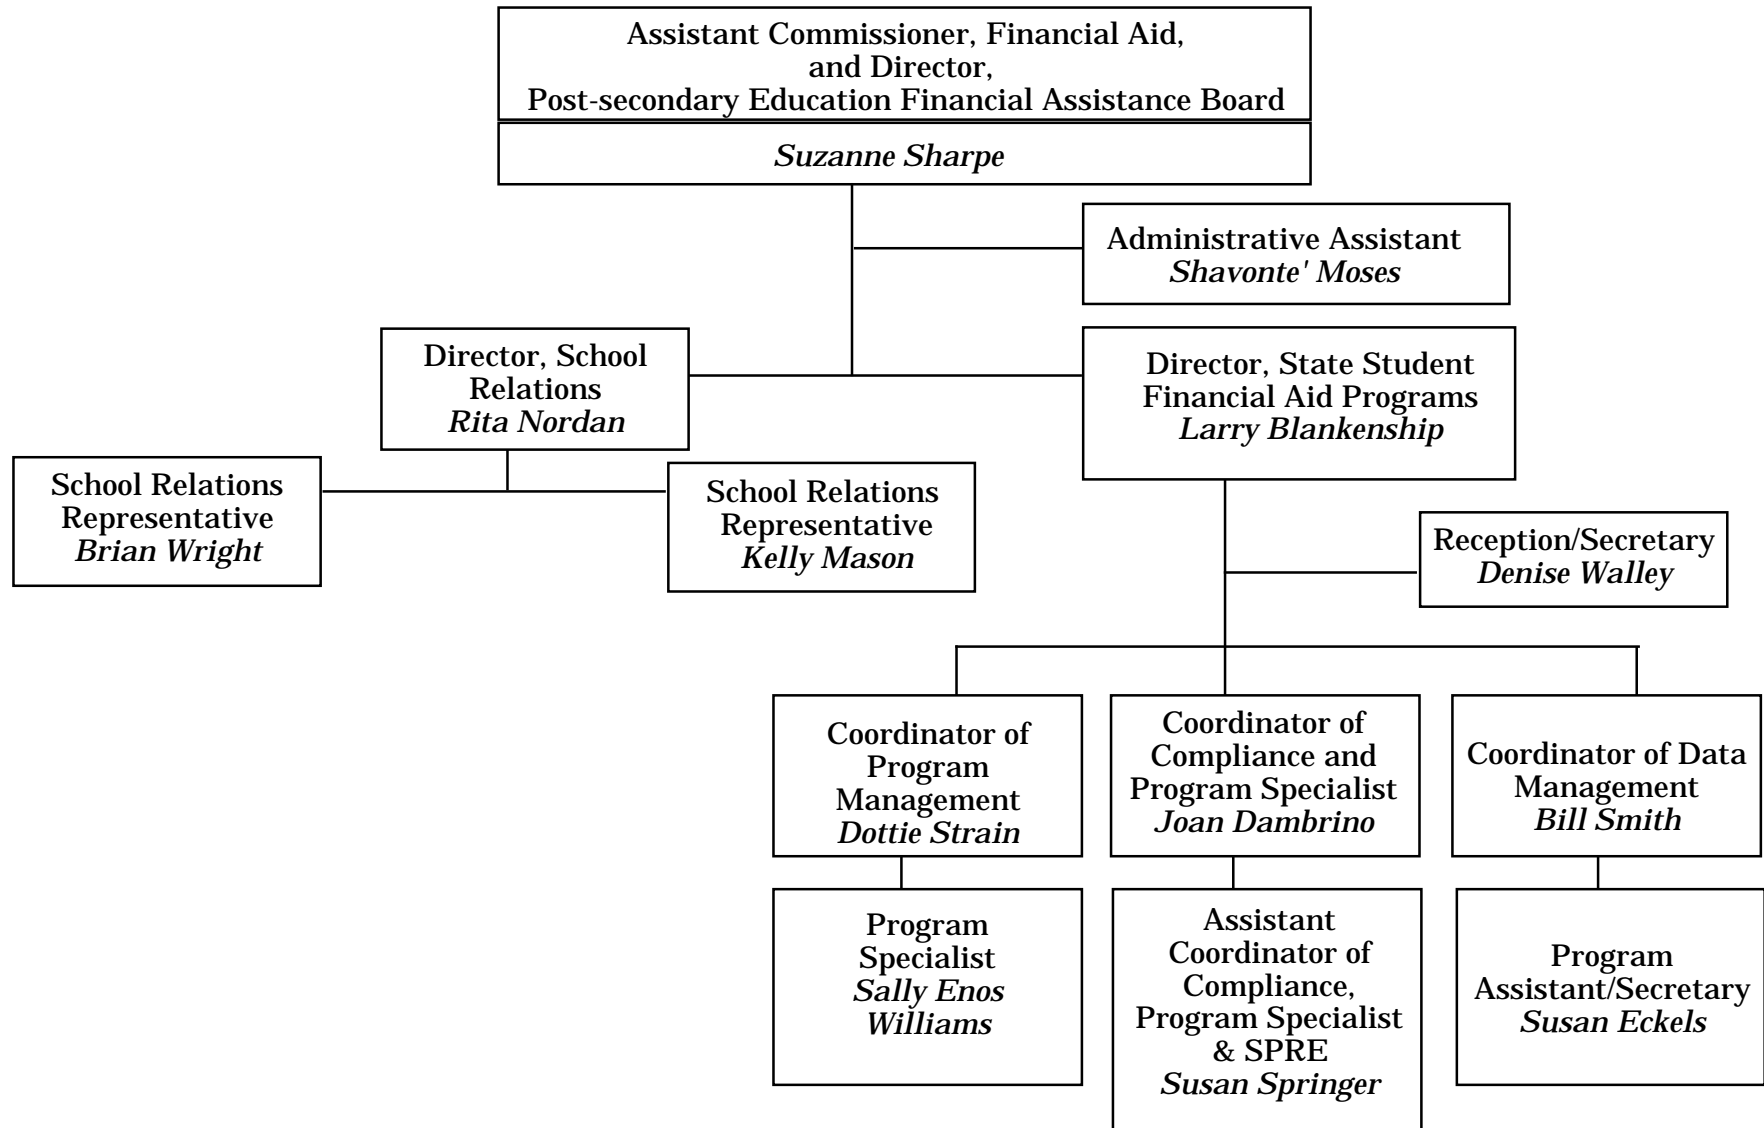 Assistant Commissioner, Financial Aid,
and Director,
Post-secondary Education Financial Assistance Board
Suzanne Sharpe
Administrative Assistant
Shavonte' Moses
Director, School
Relations
Rita Nordan
Director, State Student
Financial Aid Programs
Larry Blankenship
School Relations
Representative
Brian Wright
School Relations
Representative
Kelly Mason
Reception/Secretary
Denise Walley
Coordinator of
Program
Management
Dottie Strain
Coordinator of
Compliance and
Program Specialist
Joan Dambrino
Coordinator of Data
Management
Bill Smith
Program
Specialist
Sally Enos
Williams
Assistant
Coordinator of
Compliance,
Program Specialist
& SPRE
Susan Springer
Program
Assistant/Secretary
Susan Eckels